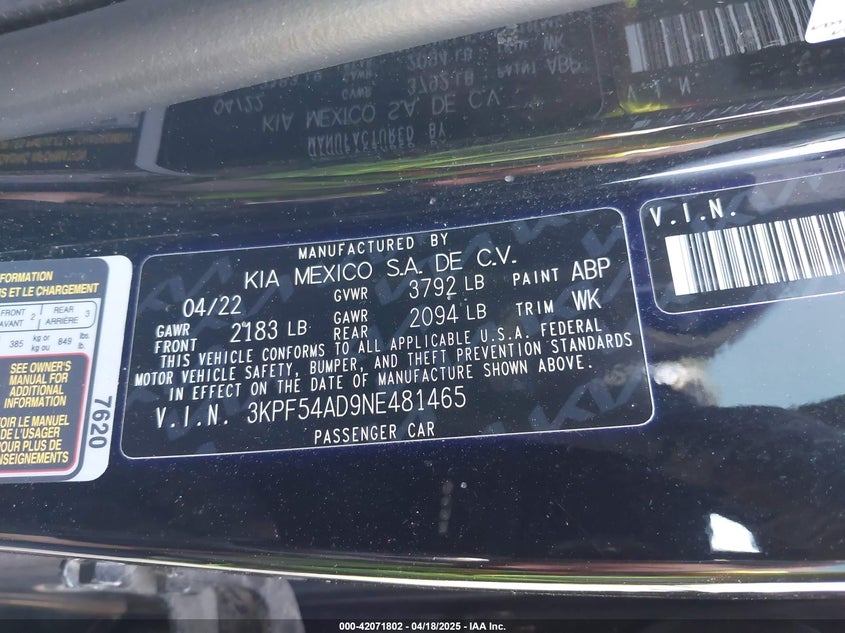 MANUFACTURED BY
KIA MEXICO S.A. DE C.V.
04/22 GVWR 3792 LB PAINT ABP
GAWR FRONT 2183 LB GAWR REAR 2094 LB TRIM WK
THIS VEHICLE CONFORMS TO ALL APPLICABLE U.S.A. FEDERAL
MOTOR VEHICLE SAFETY, BUMPER, AND THEFT PREVENTION STANDARDS
IN EFFECT ON THE DATE OF MANUFACTURE SHOWN ABOVE.
V.I.N. 3KPF54AD9NE481465
PASSENGER CAR
V.I.N.
FORMATION
ET LE CHARGEMENT
FRONT 2 REAR 3
AVANT ARRIÈRE
385 kg or kg ou 849 lbs. lb.
SEE OWNER'S
MANUAL FOR
ADDITIONAL
INFORMATION
LE MANUEL
DE L'USAGER
POUR PLUS DE
7620
000-42071802 | 04/18/2025 - IAA Inc.